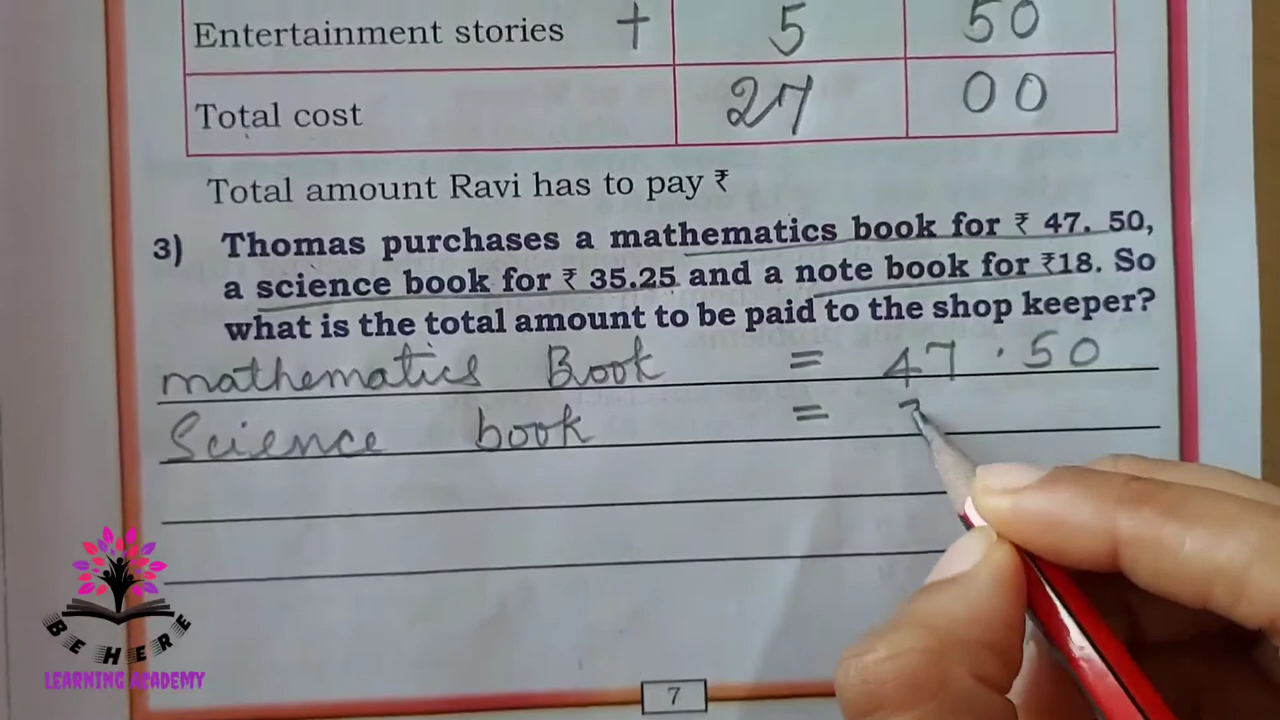 Entertainment stories + 5 50
Total cost 27 00
Total amount Ravi has to pay ₹
3) Thomas purchases a mathematics book for ₹ 47. 50,
a science book for ₹ 35.25 and a note book for ₹18. So
what is the total amount to be paid to the shop keeper?
mathematics Book = 47 . 50
Science book =
BE HERE
LEARNING ACADEMY
7